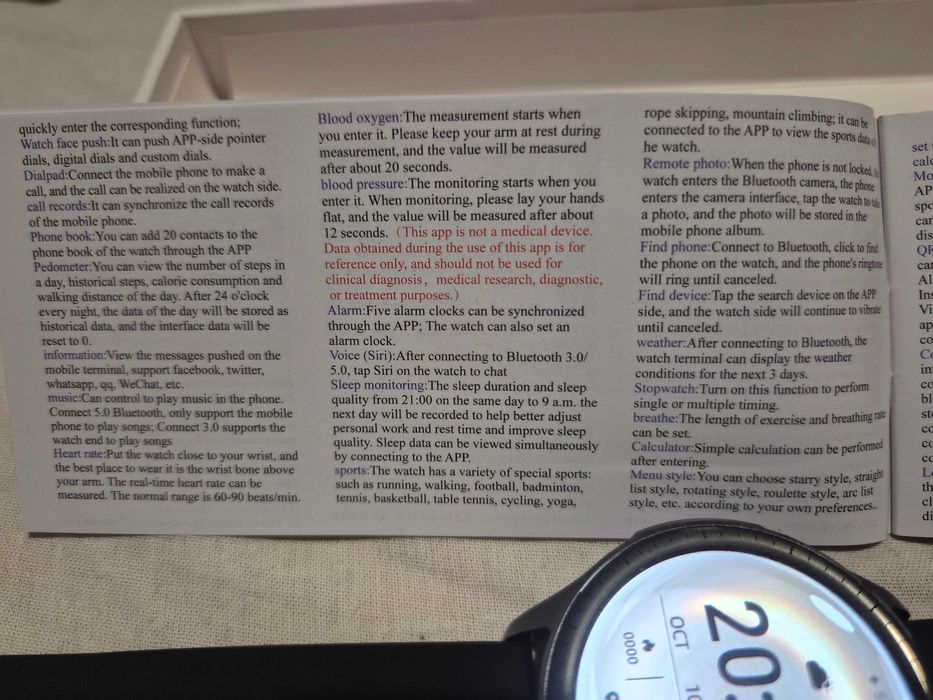 quickly enter the corresponding function;
Watch face push:It can push APP-side pointer
dials, digital dials and custom dials.
Dialpad:Connect the mobile phone to make a
call, and the call can be realized on the watch side.
call records:It can synchronize the call records
of the mobile phone.
Phone book:You can add 20 contacts to the
phone book of the watch through the APP
Pedometer:You can view the number of steps in
a day, historical steps, calorie consumption and
walking distance of the day. After 24 o'clock
every night, the data of the day will be stored as
historical data, and the interface data will be
reset to 0.
information:View the messages pushed on the
mobile terminal, support facebook, twitter,
whatsapp, qq, WeChat, etc.
music:Can control to play music in the phone.
Connect 5.0 Bluetooth, only support the mobile
phone to play songs; Connect 3.0 supports the
watch end to play songs
Heart rate:Put the watch close to your wrist, and
the best place to wear it is the wrist bone above
your arm. The real-time heart rate can be
measured. The normal range is 60-90 beats/min.
Blood oxygen:The measurement starts when
you enter it. Please keep your arm at rest during
measurement, and the value will be measured
after about 20 seconds.
blood pressure:The monitoring starts when you
enter it. When monitoring, please lay your hands
flat, and the value will be measured after about
12 seconds. (This app is not a medical device.
Data obtained during the use of this app is for
reference only, and should not be used for
clinical diagnosis, medical research, diagnostic,
or treatment purposes.)
Alarm:Five alarm clocks can be synchronized
through the APP; The watch can also set an
alarm clock.
Voice (Siri):After connecting to Bluetooth 3.0/
5.0, tap Siri on the watch to chat
Sleep monitoring:The sleep duration and sleep
quality from 21:00 on the same day to 9 a.m. the
next day will be recorded to help better adjust
personal work and rest time and improve sleep
quality. Sleep data can be viewed simultaneously
by connecting to the APP.
sports:The watch has a variety of special sports:
such as running, walking, football, badminton,
tennis, basketball, table tennis, cycling, yoga,
rope skipping, mountain climbing; it can be
connected to the APP to view the sports data of
he watch.
Remote photo:When the phone is not locked,
watch enters the Bluetooth camera, the phone
enters the camera interface, tap the watch to take
a photo, and the photo will be stored in the
mobile phone album.
Find phone:Connect to Bluetooth, click to find
the phone on the watch, and the phone's ringtone
will ring until canceled.
Find device:Tap the search device on the APP
side, and the watch side will continue to vibrate
until canceled.
weather:After connecting to Bluetooth, the
watch terminal can display the weather
conditions for the next 3 days.
Stopwatch:Turn on this function to perform
single or multiple timing.
breathe:The length of exercise and breathing rate
can be set.
Calculator:Simple calculation can be performed
after entering.
Menu style:You can choose starry style, straight
list style, rotating style, roulette style, arc list
style, etc. according to your own preferences..
set
20
OCT
10
0000